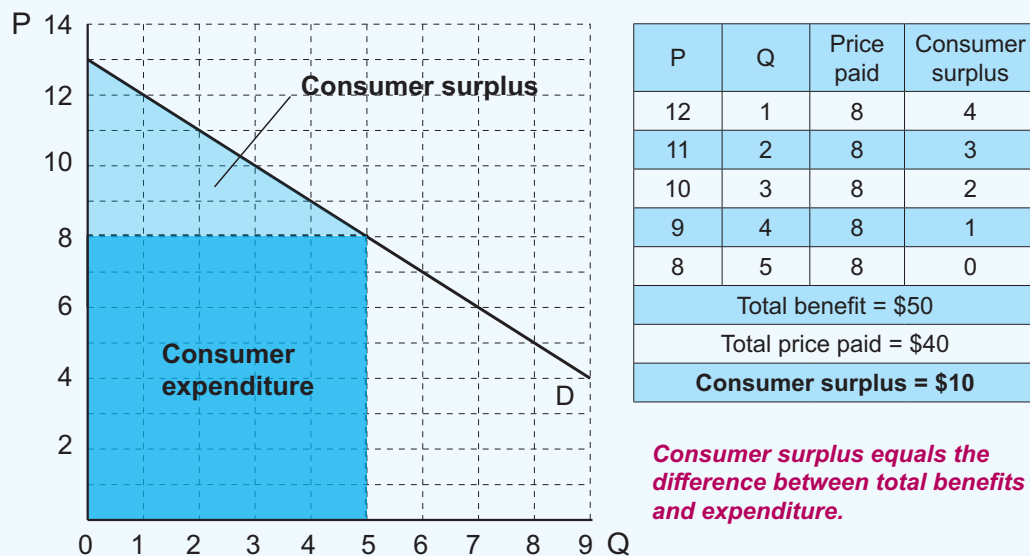 P 14
12
10
8
6
4
2
0 1 2 3 4 5 6 7 8 9 Q
Consumer surplus
Consumer
expenditure
D
P Q Price paid Consumer surplus
12 1 8 4
11 2 8 3
10 3 8 2
9 4 8 1
8 5 8 0
Total benefit = $50
Total price paid = $40
Consumer surplus = $10
Consumer surplus equals the
difference between total benefits
and expenditure.